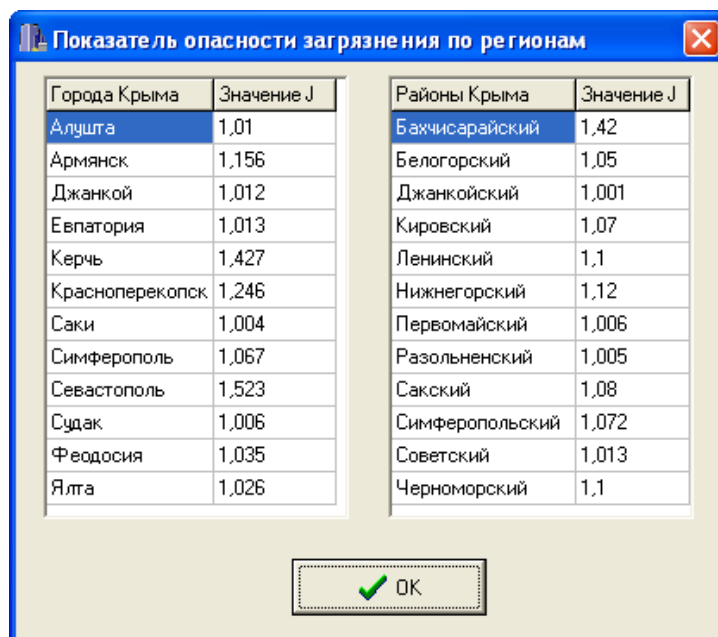 Показатель опасности загрязнения по регионам
Города Крыма Значение J
Алушта 1,01
Армянск 1,156
Джанкой 1,012
Евпатория 1,013
Керчь 1,427
Красноперекопск 1,246
Саки 1,004
Симферополь 1,067
Севастополь 1,523
Судак 1,006
Феодосия 1,035
Ялта 1,026
Районы Крыма Значение J
Бахчисарайский 1,42
Белогорский 1,05
Джанкойский 1,001
Кировский 1,07
Ленинский 1,1
Нижнегорский 1,12
Первомайский 1,006
Разольненский 1,005
Сакский 1,08
Симферопольский 1,072
Советский 1,013
Черноморский 1,1
OK